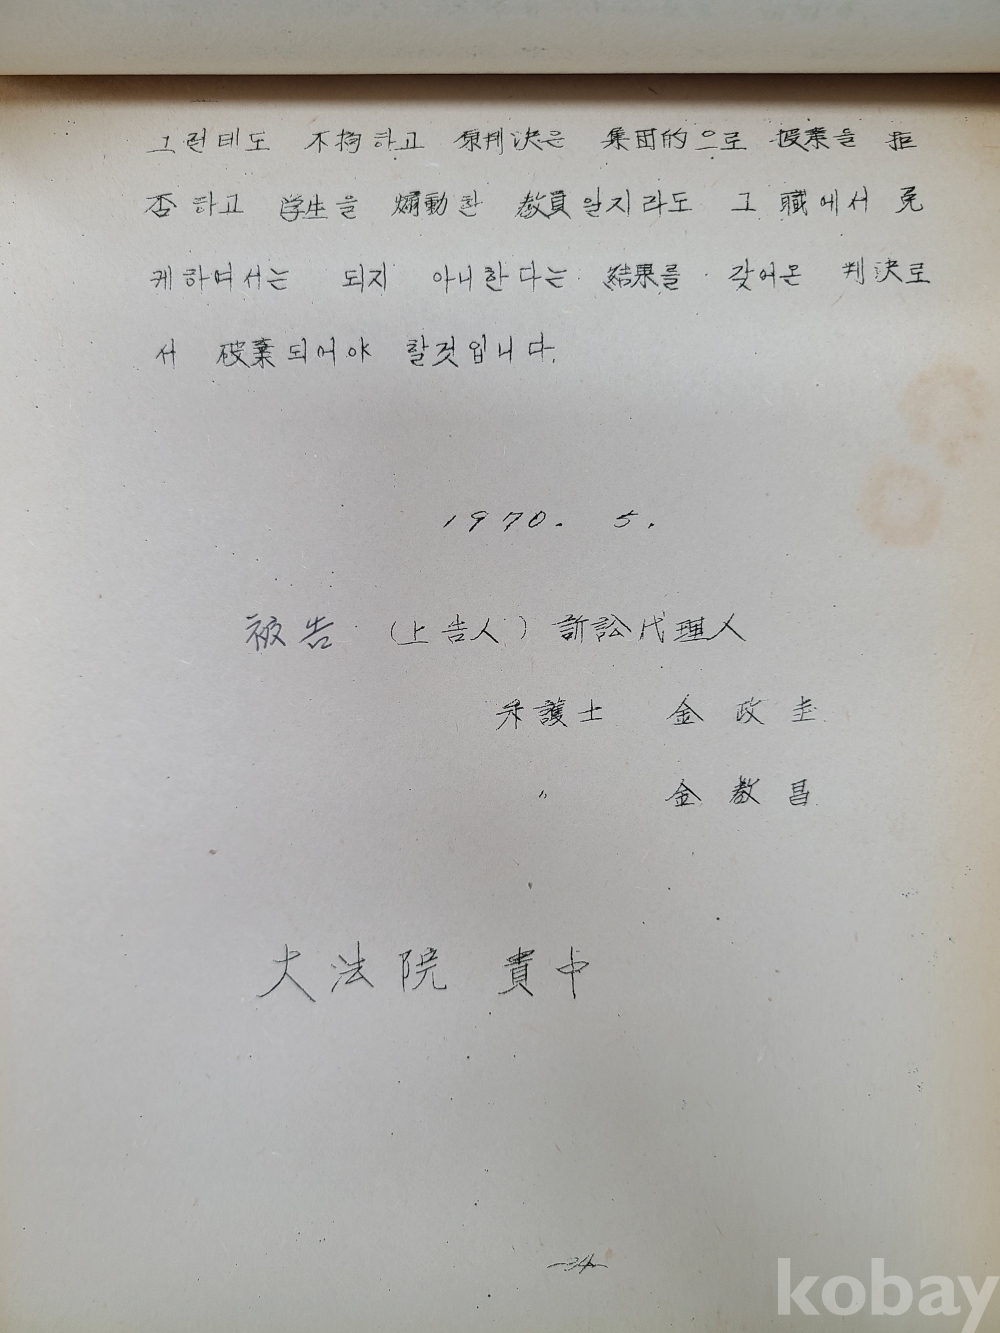 그런데도 不拘하고 原判決은 集団的으로 授業을 拒
否하고 学生을 煽動한 教員일지라도 그 職에서 免
케하여서는 되지 아니한다는 結果를 갖어온 判決로
서 破棄되어야 할것입니다.
1970. 5.
被告 (上告人) 訴訟代理人
弁護士 金政圭
〃 金教昌
大法院 貴中
-24-
kobay